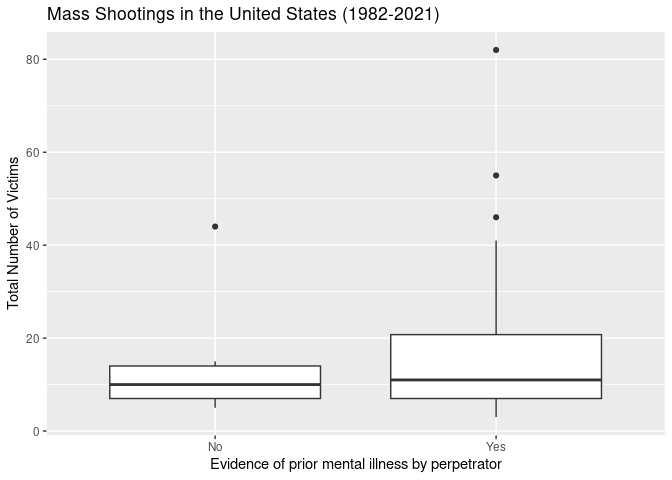 Mass Shootings in the United States (1982-2021)
Total Number of Victims
80
60
40
20
0
No Yes
Evidence of prior mental illness by perpetrator